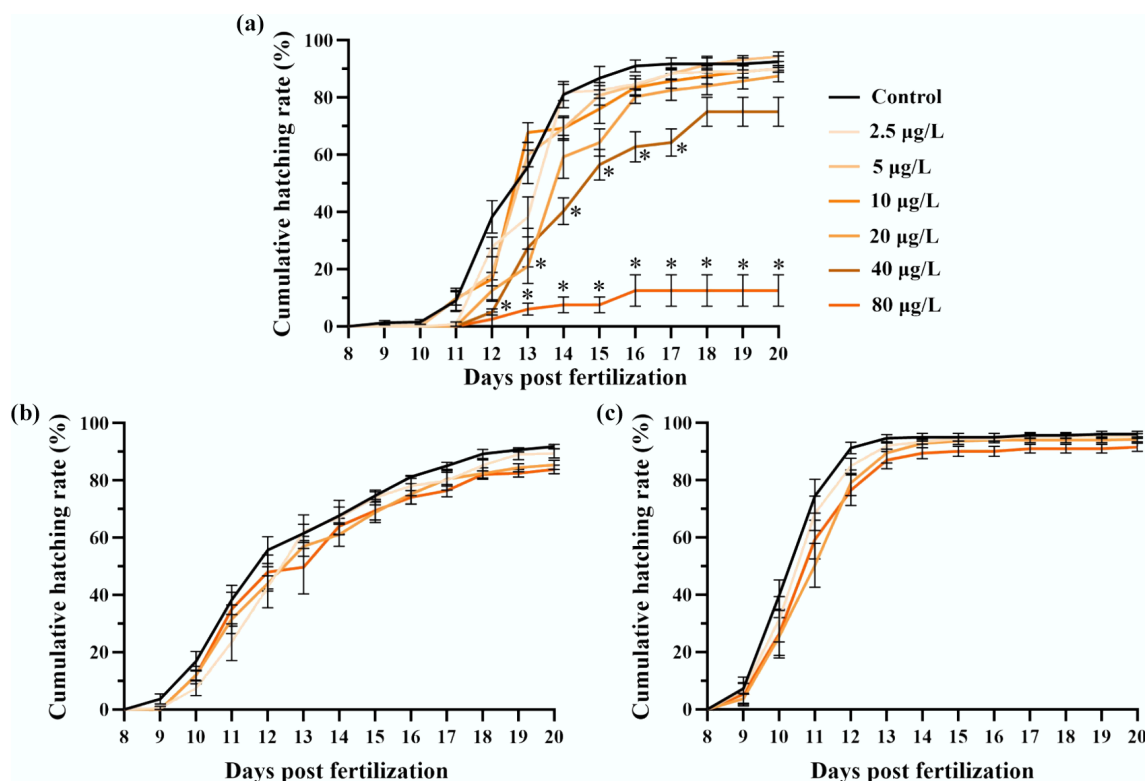 (a)
Cumulative hatching rate (%)
100
80
60
40
20
0
* * * * * * * * * * * * * * *
8 9 10 11 12 13 14 15 16 17 18 19 20
Days post fertilization
Control
2.5 µg/L
5 µg/L
10 µg/L
20 µg/L
40 µg/L
80 µg/L
(b)
Cumulative hatching rate (%)
100
80
60
40
20
0
8 9 10 11 12 13 14 15 16 17 18 19 20
Days post fertilization
(c)
Cumulative hatching rate (%)
100
80
60
40
20
0
8 9 10 11 12 13 14 15 16 17 18 19 20
Days post fertilization